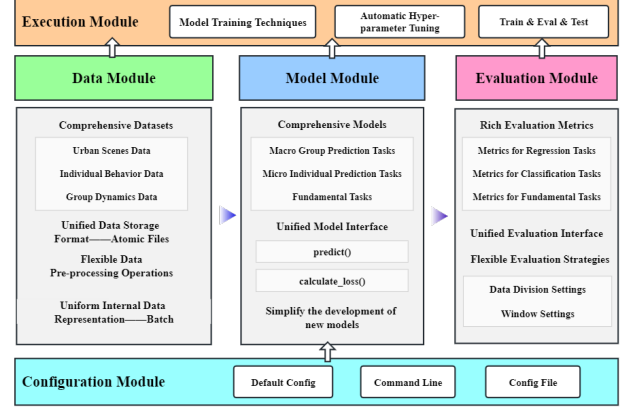 Execution Module
Model Training Techniques
Automatic Hyper-
parameter Tuning
Train & Eval & Test
Data Module
Model Module
Evaluation Module
Comprehensive Datasets
Urban Scenes Data
Individual Behavior Data
Group Dynamics Data
Unified Data Storage
Format——Atomic Files
Flexible Data
Pre-processing Operations
Uniform Internal Data
Representation——Batch
Comprehensive Models
Macro Group Prediction Tasks
Micro Individual Prediction Tasks
Fundamental Tasks
Unified Model Interface
predict()
calculate_loss()
Simplify the development of
new models
Rich Evaluation Metrics
Metrics for Regression Tasks
Metrics for Classification Tasks
Metrics for Fundamental Tasks
Unified Evaluation Interface
Flexible Evaluation Strategies
Data Division Settings
Window Settings
Configuration Module
Default Config
Command Line
Config File